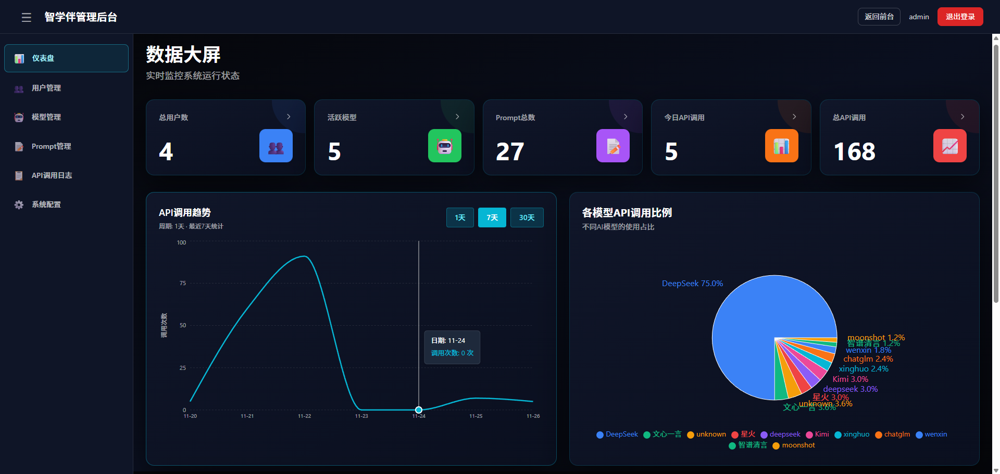 智学伴管理后台
返回前台
admin
退出登录
仪表盘
用户管理
模型管理
Prompt管理
API调用日志
系统配置
数据大屏
实时监控系统运行状态
总用户数
4
活跃模型
5
Prompt总数
27
今日API调用
5
总API调用
168
API调用趋势
周期: 1天 · 最近7天统计
1天
7天
30天
调用次数
100
75
50
25
0
11-20
11-21
11-22
11-23
11-24
11-25
11-26
日期: 11-24
调用次数: 0 次
各模型API调用比例
不同AI模型的使用占比
DeepSeek 75.0%
moonshot 1.2%
智谱清言 1.2%
wenxin 1.8%
chatglm 2.4%
xinghuo 2.4%
Kimi 3.0%
deepseek 3.0%
星火 3.0%
unknown 3.6%
文心一言 3.6%
DeepSeek 文心一言 unknown 星火 deepseek Kimi xinghuo chatglm wenxin
智谱清言 moonshot